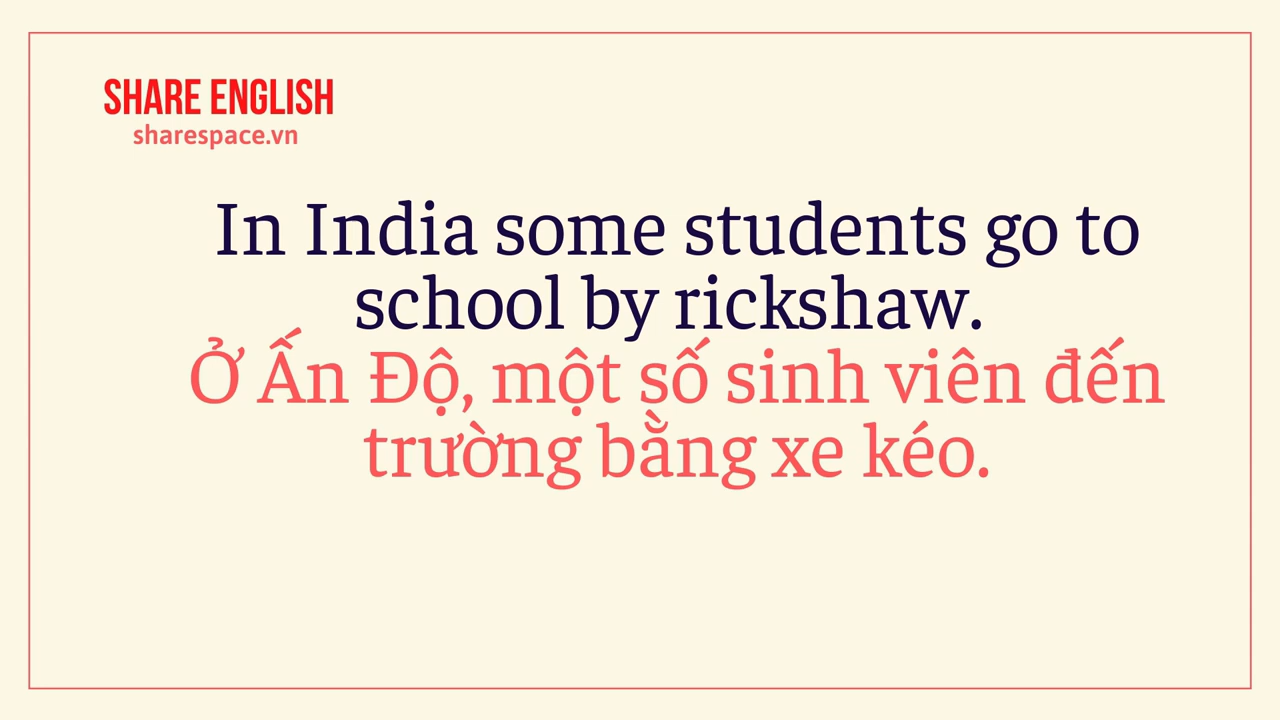 SHARE ENGLISH
sharespace.vn
In India some students go to
school by rickshaw.
Ở Ấn Độ, một số sinh viên đến
trường bằng xe kéo.